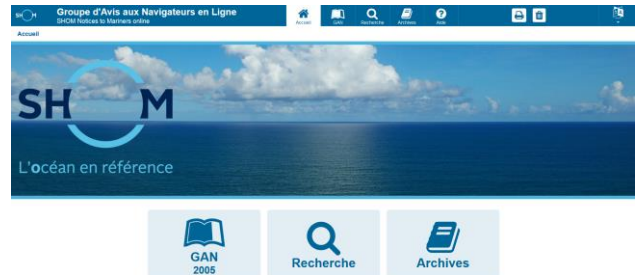 SHOM
Groupe d'Avis aux Navigateurs en Ligne
SHOM Notices to Mariners online
Accueil
GAN
Recherche
Archives
Aide
Accueil
SHOM
L'océan en référence
GAN
2005
Recherche
Archives